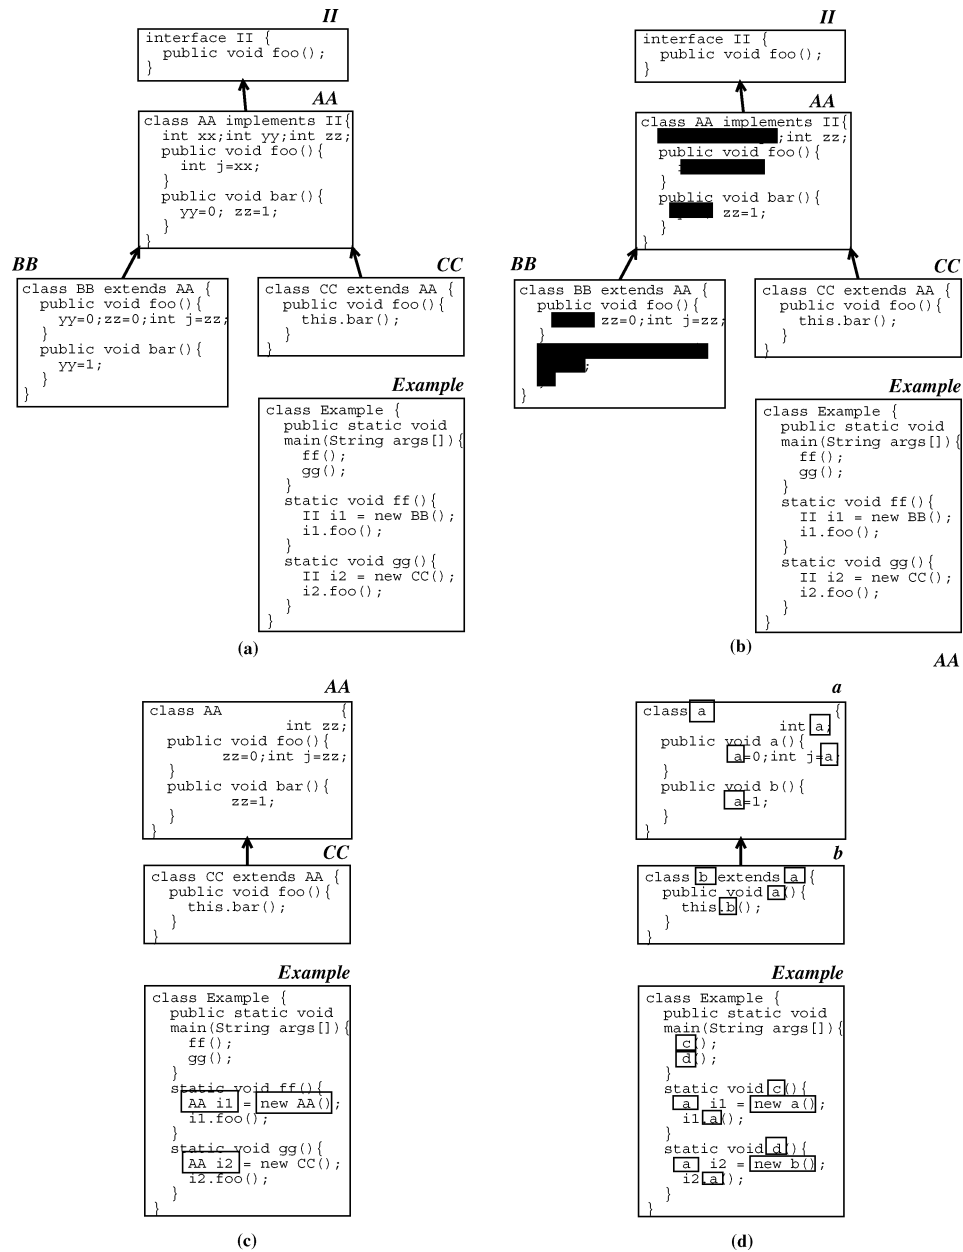 II
interface II {
public void foo();
}
AA
class AA implements II{
int xx;int yy;int zz;
public void foo(){
int j=xx;
}
public void bar(){
yy=0; zz=1;
}
}
BB
class BB extends AA {
public void foo(){
yy=0;zz=0;int j=zz;
}
public void bar(){
yy=1;
}
}
CC
class CC extends AA {
public void foo(){
this.bar();
}
}
Example
class Example {
public static void
main(String args[]){
ff();
gg();
}
static void ff(){
II i1 = new BB();
i1.foo();
}
static void gg(){
II i2 = new CC();
i2.foo();
}
}
(a)
II
interface II {
public void foo();
}
AA
class AA implements II{
;int zz;
public void foo(){
}
public void bar(){
zz=1;
}
}
BB
class BB extends AA {
public void foo(){
zz=0;int j=zz;
}
;
}
CC
class CC extends AA {
public void foo(){
this.bar();
}
}
Example
class Example {
public static void
main(String args[]){
ff();
gg();
}
static void ff(){
II i1 = new BB();
i1.foo();
}
static void gg(){
II i2 = new CC();
i2.foo();
}
}
(b)
AA
AA
class AA {
int zz;
public void foo(){
zz=0;int j=zz;
}
public void bar(){
zz=1;
}
}
CC
class CC extends AA {
public void foo(){
this.bar();
}
}
Example
class Example {
public static void
main(String args[]){
ff();
gg();
}
static void ff(){
AA i1 = new AA();
i1.foo();
}
static void gg(){
AA i2 = new CC();
i2.foo();
}
}
(c)
a
class a {
int a;
public void a(){
a=0;int j=a;
}
public void b(){
a=1;
}
}
b
class b extends a {
public void a(){
this.b();
}
}
Example
class Example {
public static void
main(String args[]){
c();
d();
}
static void c(){
a i1 = new a();
i1.a();
}
static void d(){
a i2 = new b();
i2.a();
}
}
(d)